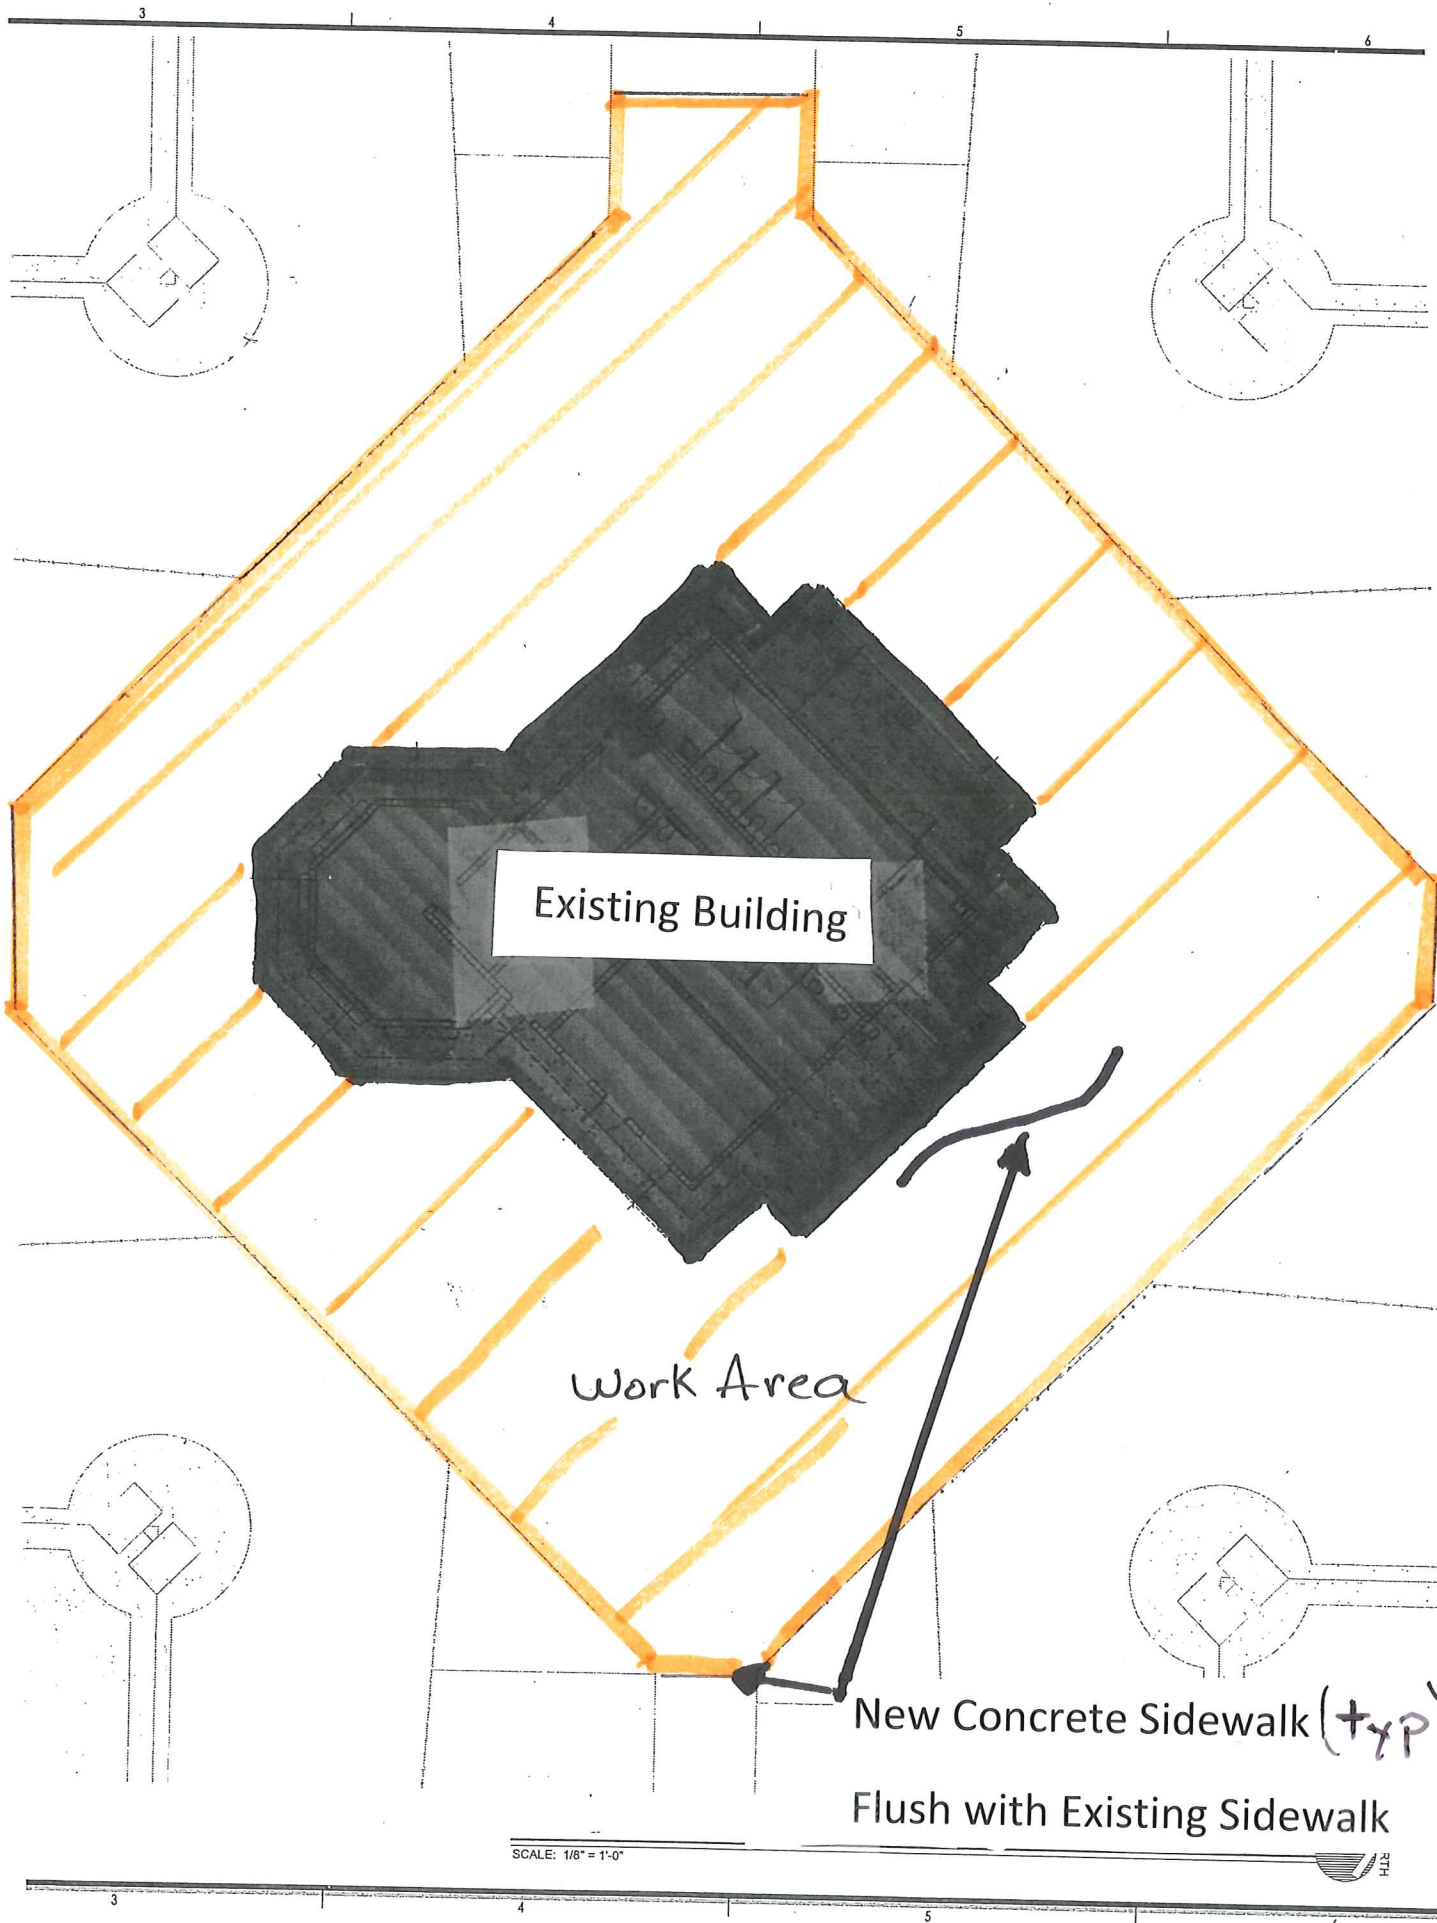 3 4 5 6
Existing Building
Work Area
New Concrete Sidewalk (typ)
Flush with Existing Sidewalk
SCALE: 1/8" = 1'-0"
RTH
3 4 5